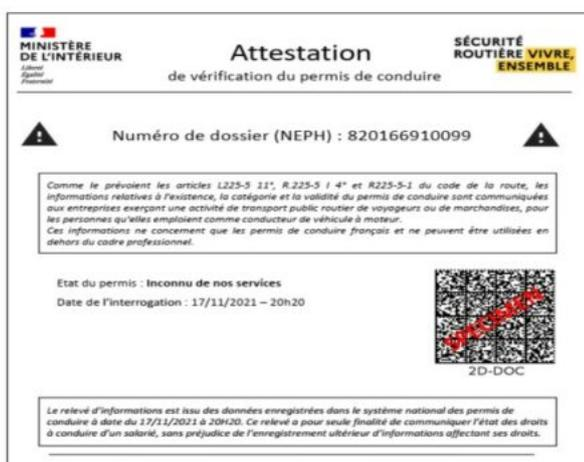 MINISTÈRE
DE L'INTÉRIEUR
Liberté
Égalité
Fraternité
Attestation
de vérification du permis de conduire
SÉCURITÉ
ROUTIÈRE VIVRE,
ENSEMBLE
Numéro de dossier (NEPH) : 820166910099
Comme le prévoient les articles L225-5 11°, R.225-5 I 4° et R225-5-1 du code de la route, les
informations relatives à l'existence, la catégorie et la validité du permis de conduire sont communiquées
aux entreprises exerçant une activité de transport public routier de voyageurs ou de marchandises, pour
les personnes qu'elles emploient comme conducteur de véhicule à moteur.
Ces informations ne concernent que les permis de conduire français et ne peuvent être utilisées en
dehors du cadre professionnel.
Etat du permis : Inconnu de nos services
Date de l'interrogation : 17/11/2021 – 20h20
SPECIMEN
2D-DOC
Le relevé d'informations est issu des données enregistrées dans le système national des permis de
conduire à date du 17/11/2021 à 20H20. Ce relevé a pour seule finalité de communiquer l'état des droits
à conduire d'un salarié, sans préjudice de l'enregistrement ultérieur d'informations affectant ses droits.